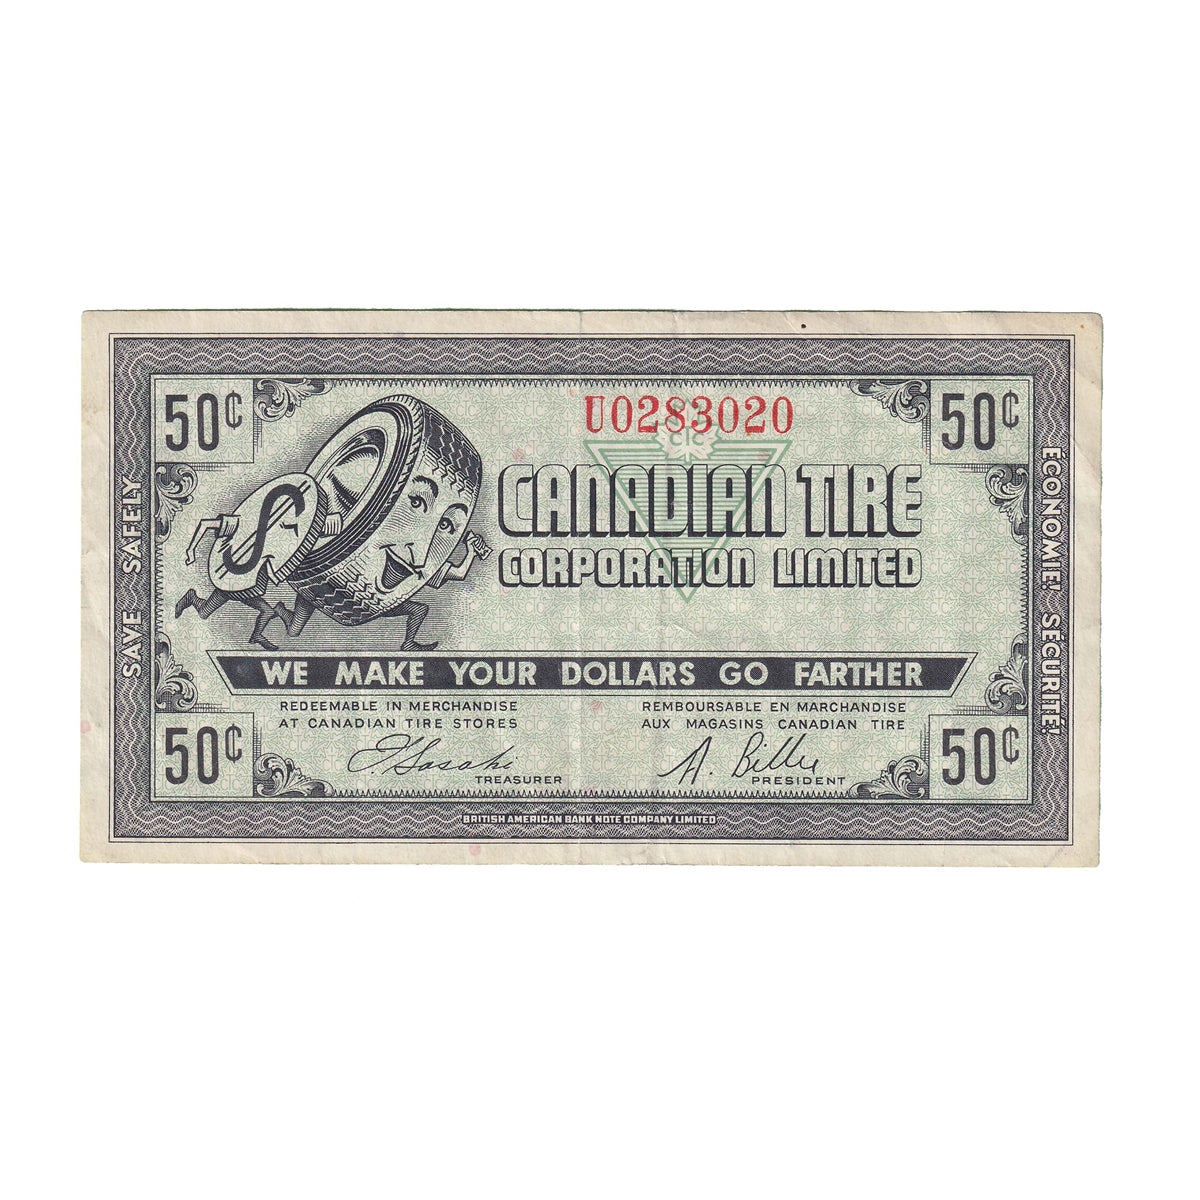 50¢
U0283020
50¢
CTC
CANADIAN TIRE
CORPORATION LIMITED
$
SAVE SAFELY
ÉCONOMIE! SÉCURITÉ!
WE MAKE YOUR DOLLARS GO FARTHER
REDEEMABLE IN MERCHANDISE
AT CANADIAN TIRE STORES
REMBOURSABLE EN MARCHANDISE
AUX MAGASINS CANADIAN TIRE
50¢
TREASURER
A. Billes
PRESIDENT
50¢
BRITISH AMERICAN BANK NOTE COMPANY LIMITED